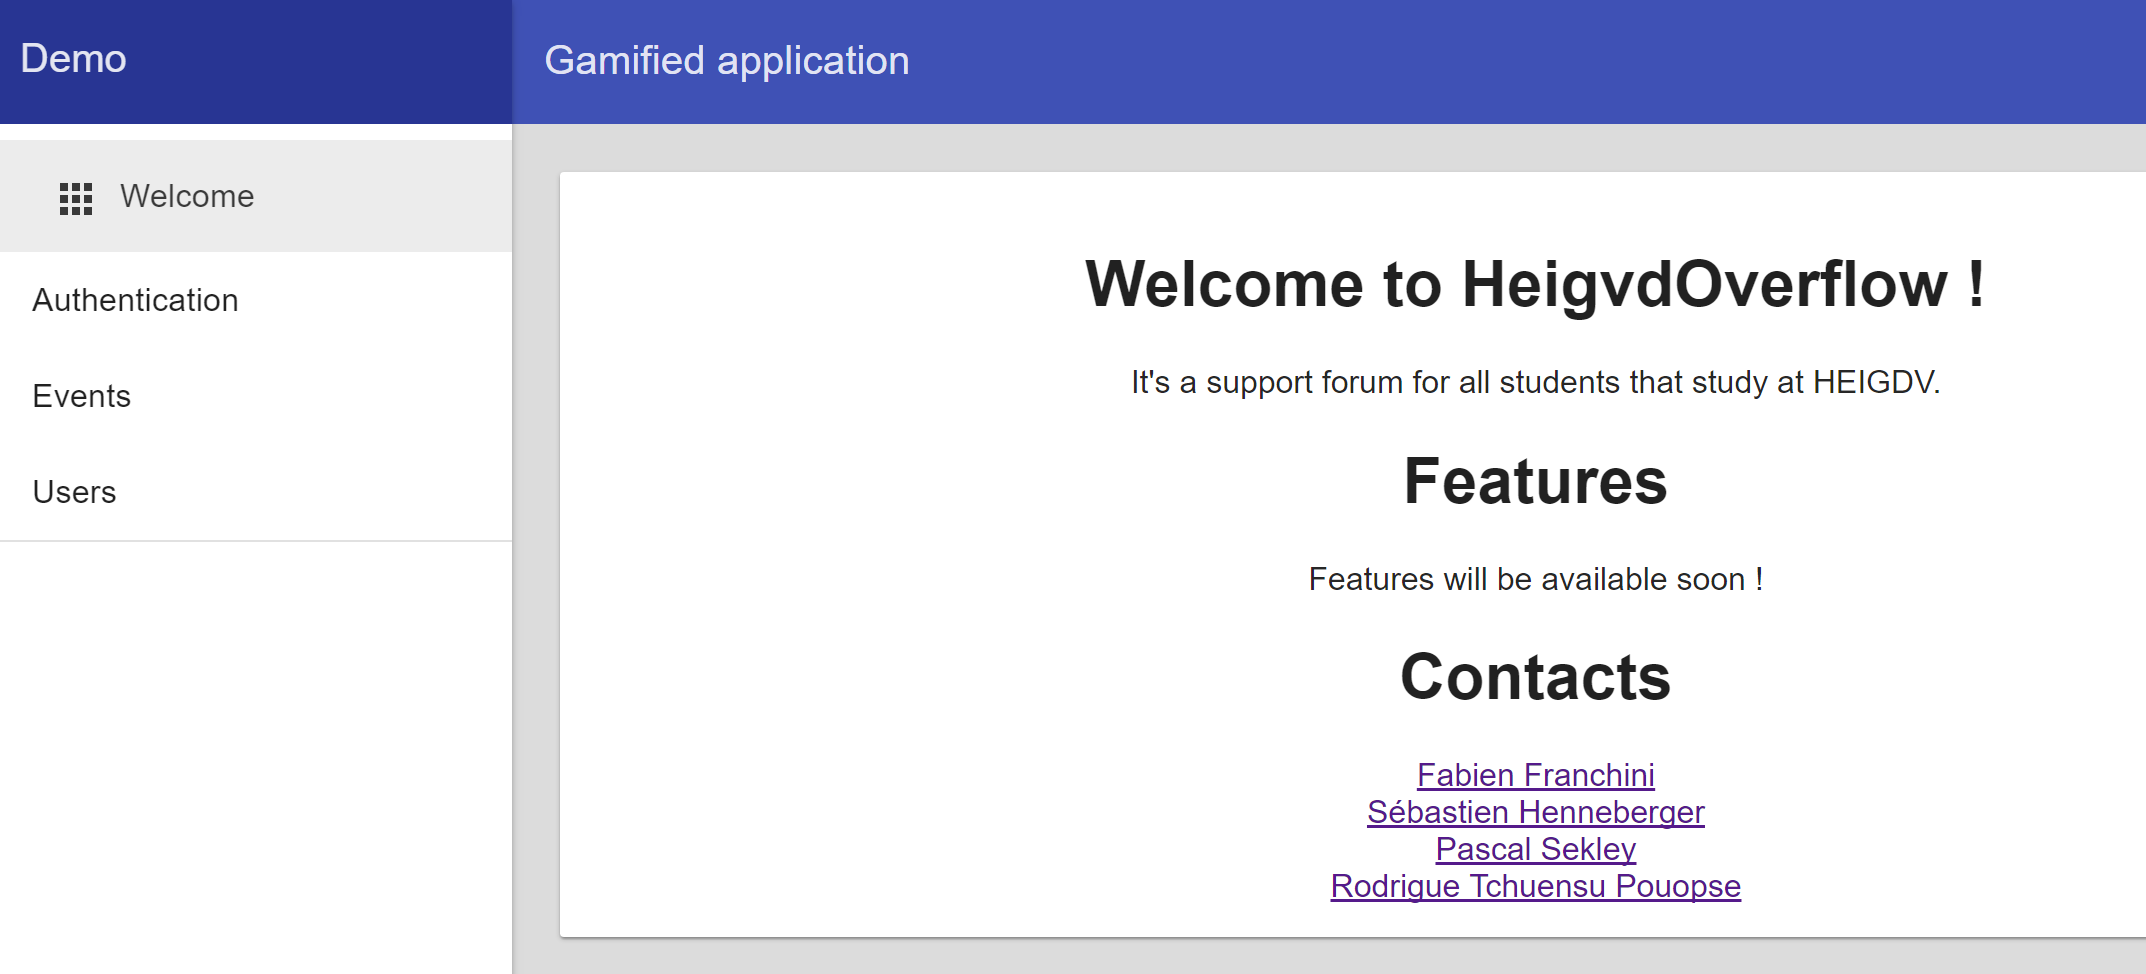 Demo
Gamified application
Welcome
Authentication
Events
Users
Welcome to HeigvdOverflow !
It's a support forum for all students that study at HEIGDV.
Features
Features will be available soon !
Contacts
Fabien Franchini
Sébastien Henneberger
Pascal Sekley
Rodrigue Tchuensu Pouopse